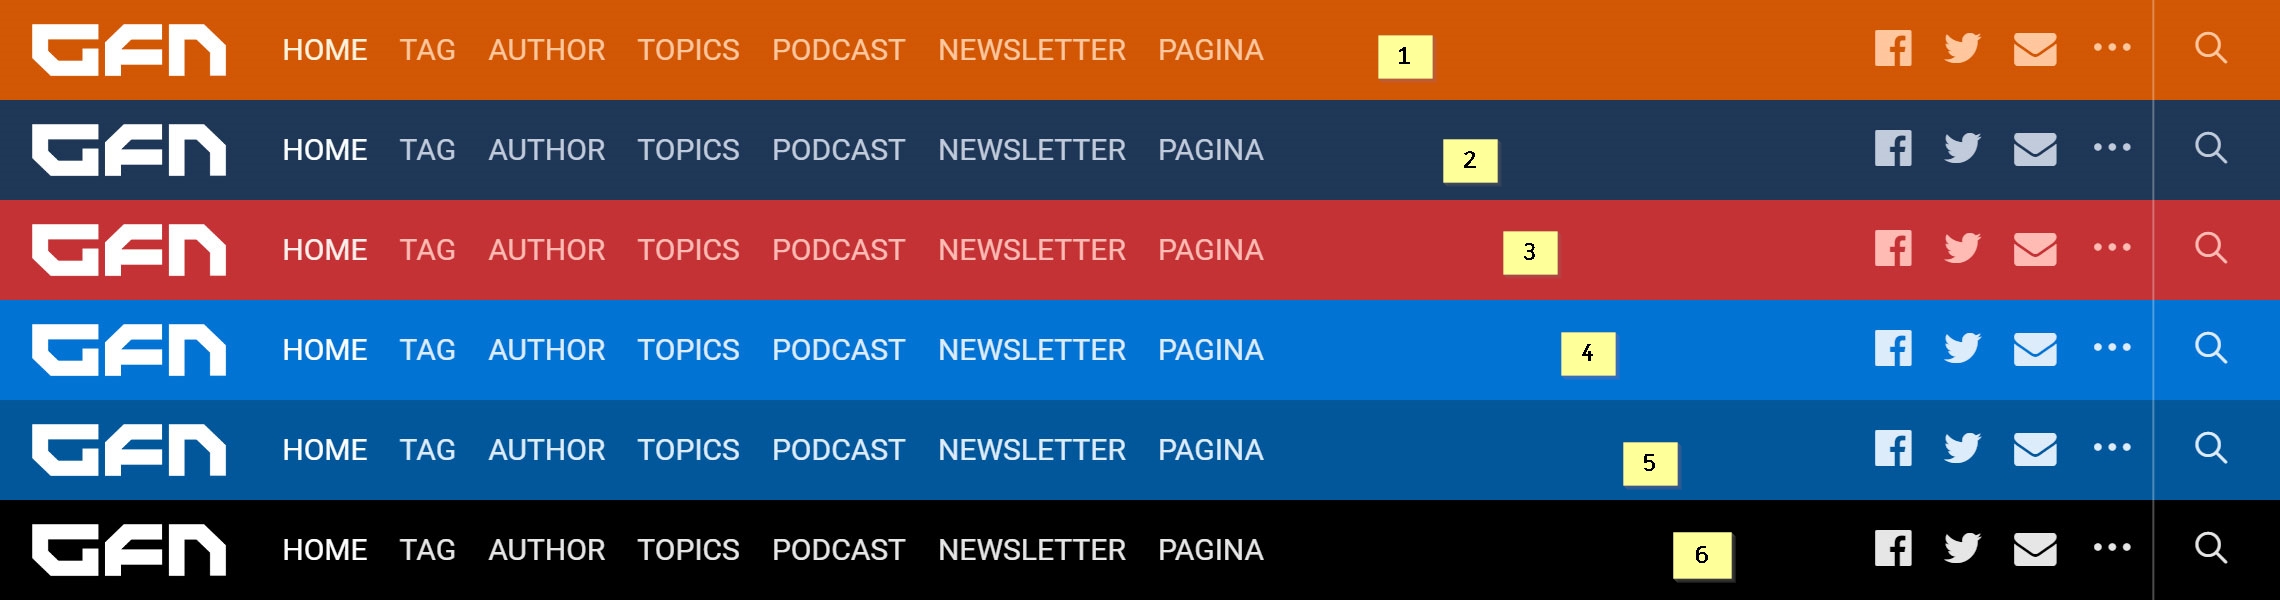 GFN HOME TAG AUTHOR TOPICS PODCAST NEWSLETTER PAGINA 1
GFN HOME TAG AUTHOR TOPICS PODCAST NEWSLETTER PAGINA 2
GFN HOME TAG AUTHOR TOPICS PODCAST NEWSLETTER PAGINA 3
GFN HOME TAG AUTHOR TOPICS PODCAST NEWSLETTER PAGINA 4
GFN HOME TAG AUTHOR TOPICS PODCAST NEWSLETTER PAGINA 5
GFN HOME TAG AUTHOR TOPICS PODCAST NEWSLETTER PAGINA 6